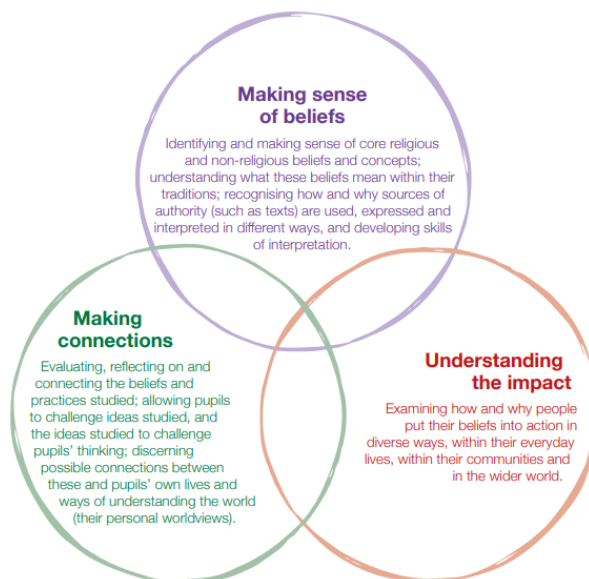 Making sense
of beliefs
Identifying and making sense of core religious
and non-religious beliefs and concepts;
understanding what these beliefs mean within their
traditions; recognising how and why sources of
authority (such as texts) are used, expressed and
interpreted in different ways, and developing skills
of interpretation.
Making
connections
Evaluating, reflecting on and
connecting the beliefs and
practices studied; allowing pupils
to challenge ideas studied, and
the ideas studied to challenge
pupils' thinking; discerning
possible connections between
these and pupils' own lives and
ways of understanding the world
(their personal worldviews).
Understanding
the impact
Examining how and why people
put their beliefs into action in
diverse ways, within their everyday
lives, within their communities and
in the wider world.